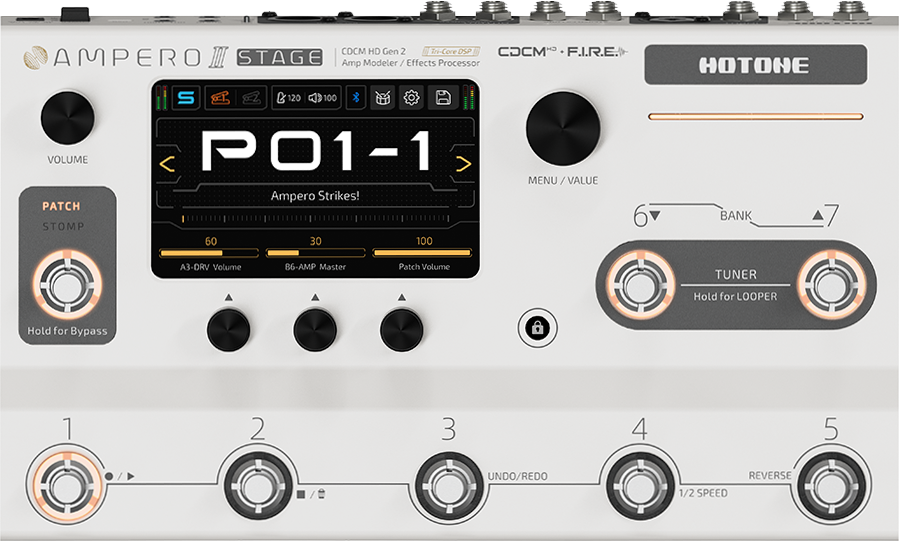 AMPERO II STAGE
CDCM HD Gen 2
Tri-Core DSP
Amp Modeler / Effects Processor
CDCM HD + F.I.R.E.
HOTONE
S
120
100
VOLUME
P01-1
MENU / VALUE
Ampero Strikes!
PATCH
STOMP
6
BANK
7
60
30
100
A3-DRV Volume
B6-AMP Master
Patch Volume
TUNER
Hold for LOOPER
Hold for Bypass
1
2
3
4
5
/
/
UNDO/REDO
1/2 SPEED
REVERSE